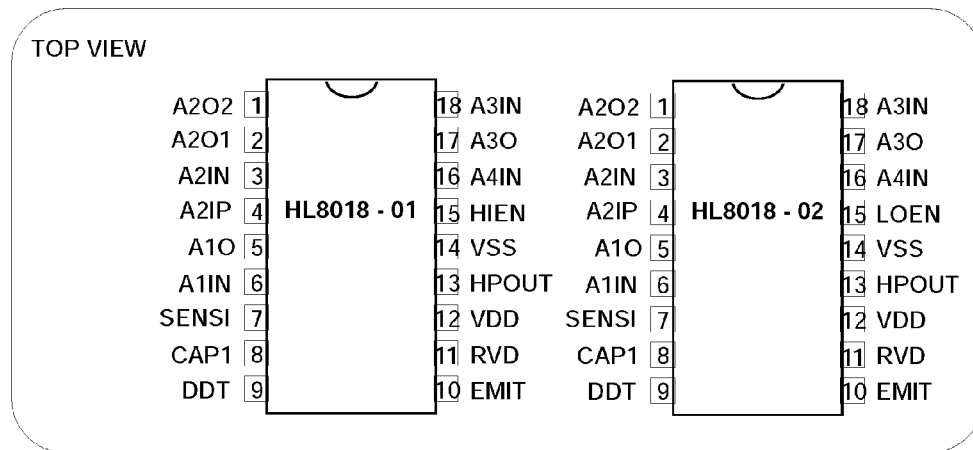 TOP VIEW
A2O2 1 18 A3IN A2O2 1 18 A3IN
A2O1 2 17 A3O A2O1 2 17 A3O
A2IN 3 16 A4IN A2IN 3 16 A4IN
A2IP 4 HL8018 - 01 15 HIEN A2IP 4 HL8018 - 02 15 LOEN
A1O 5 14 VSS A1O 5 14 VSS
A1IN 6 13 HPOUT A1IN 6 13 HPOUT
SENSI 7 12 VDD SENSI 7 12 VDD
CAP1 8 11 RVD CAP1 8 11 RVD
DDT 9 10 EMIT DDT 9 10 EMIT